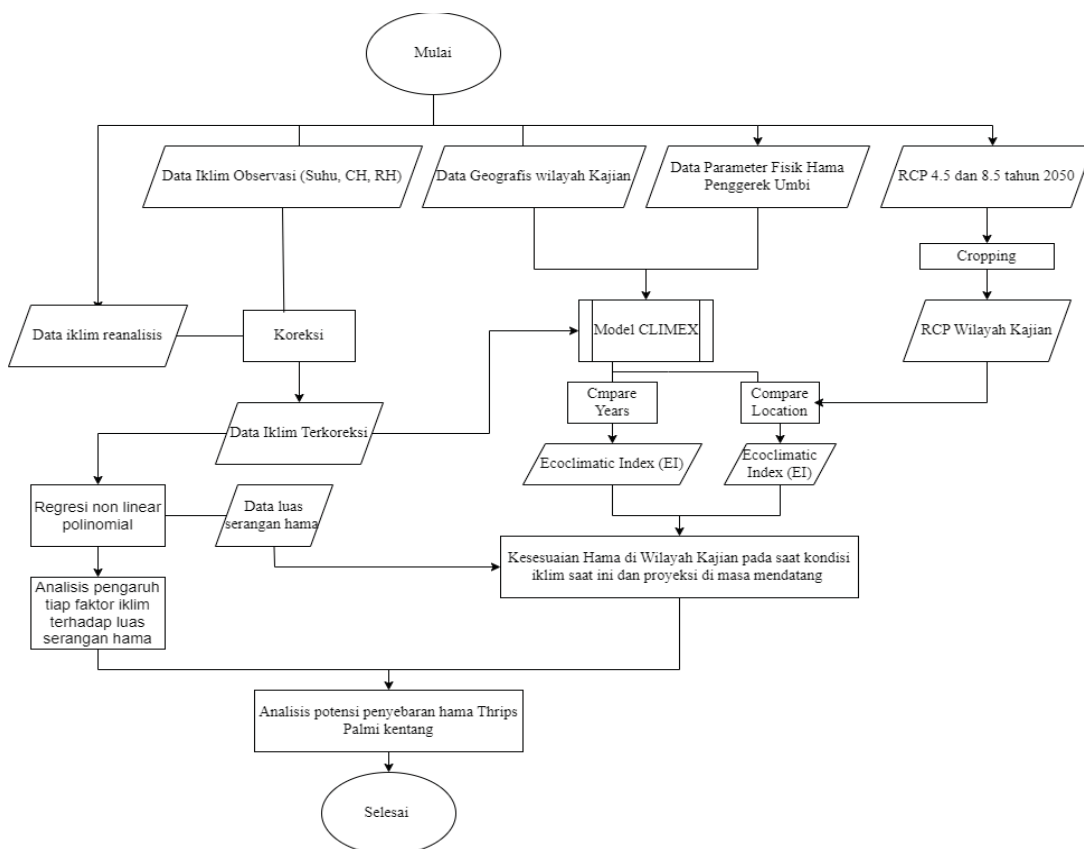 Mulai
Data Iklim Observasi (Suhu, CH, RH)
Data Geografis wilayah Kajian
Data Parameter Fisik Hama
Penggerek Umbi
RCP 4.5 dan 8.5 tahun 2050
Cropping
Data iklim reanalisis
Koreksi
Model CLIMEX
RCP Wilayah Kajian
Cmpare
Years
Compare
Location
Data Iklim Terkoreksi
Ecoclimatic Index (EI)
Ecoclimatic
Index (EI)
Regresi non linear
polinomial
Data luas
serangan hama
Kesesuaian Hama di Wilayah Kajian pada saat kondisi
iklim saat ini dan proyeksi di masa mendatang
Analisis pengaruh
tiap faktor iklim
terhadap luas
serangan hama
Analisis potensi penyebaran hama Thrips
Palmi kentang
Selesai